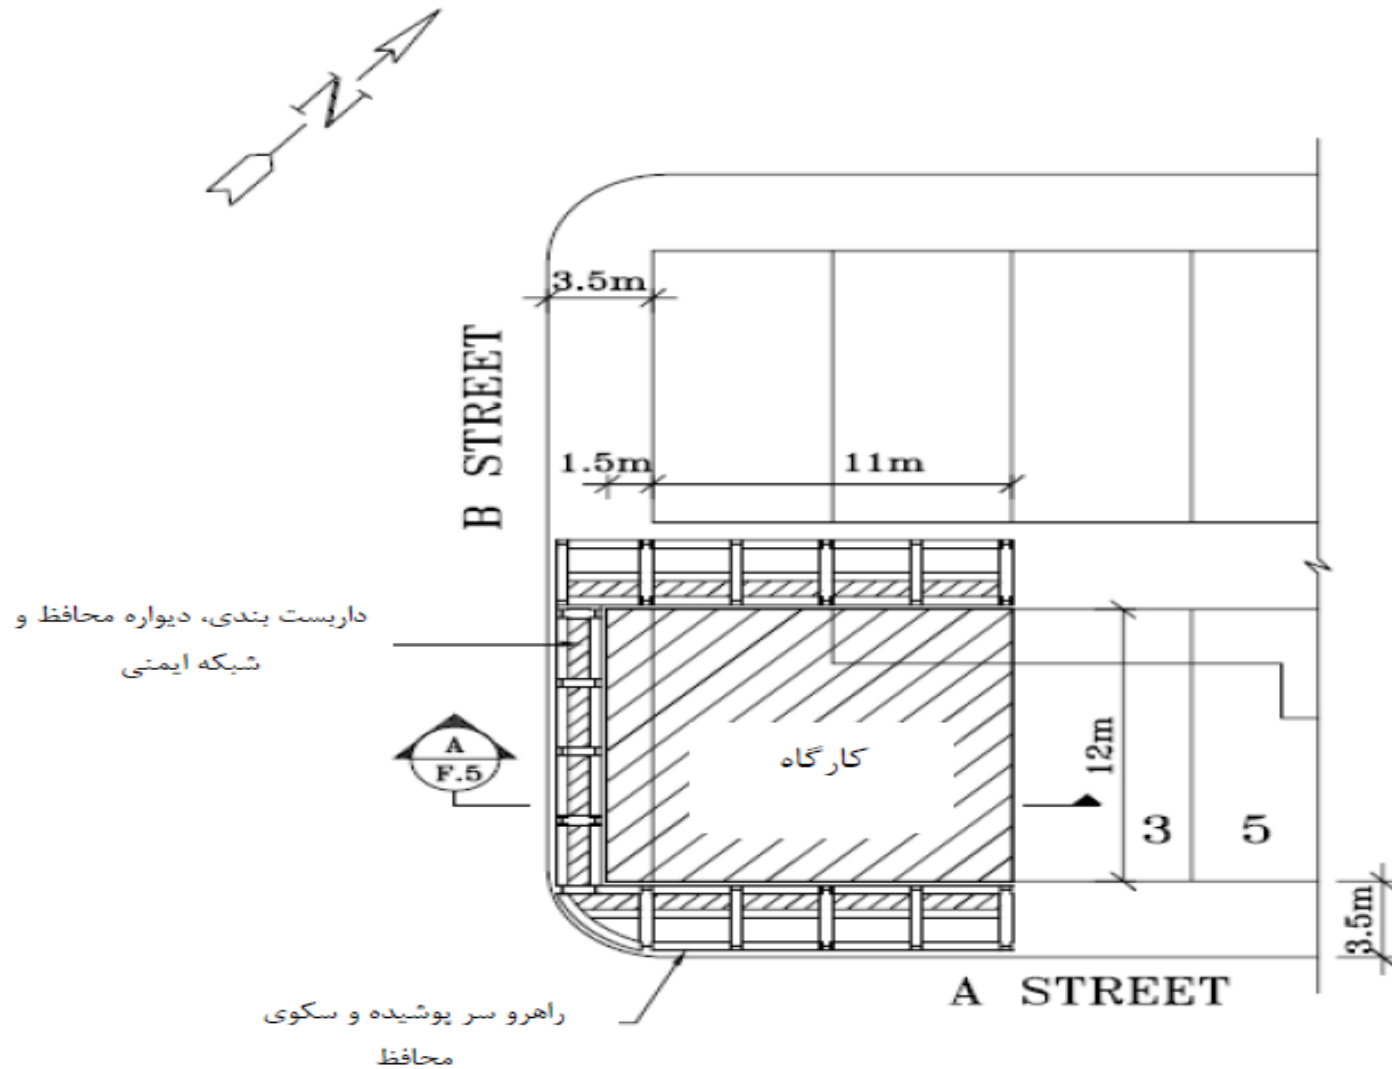 N
3.5m
B STREET
1.5m
11m
داربست بندی، دیواره محافظ و
شبکه ایمنی
A
F.5
کارگاه
12m
3
5
3.5m
A STREET
راهرو سر پوشیده و سکوی
محافظ